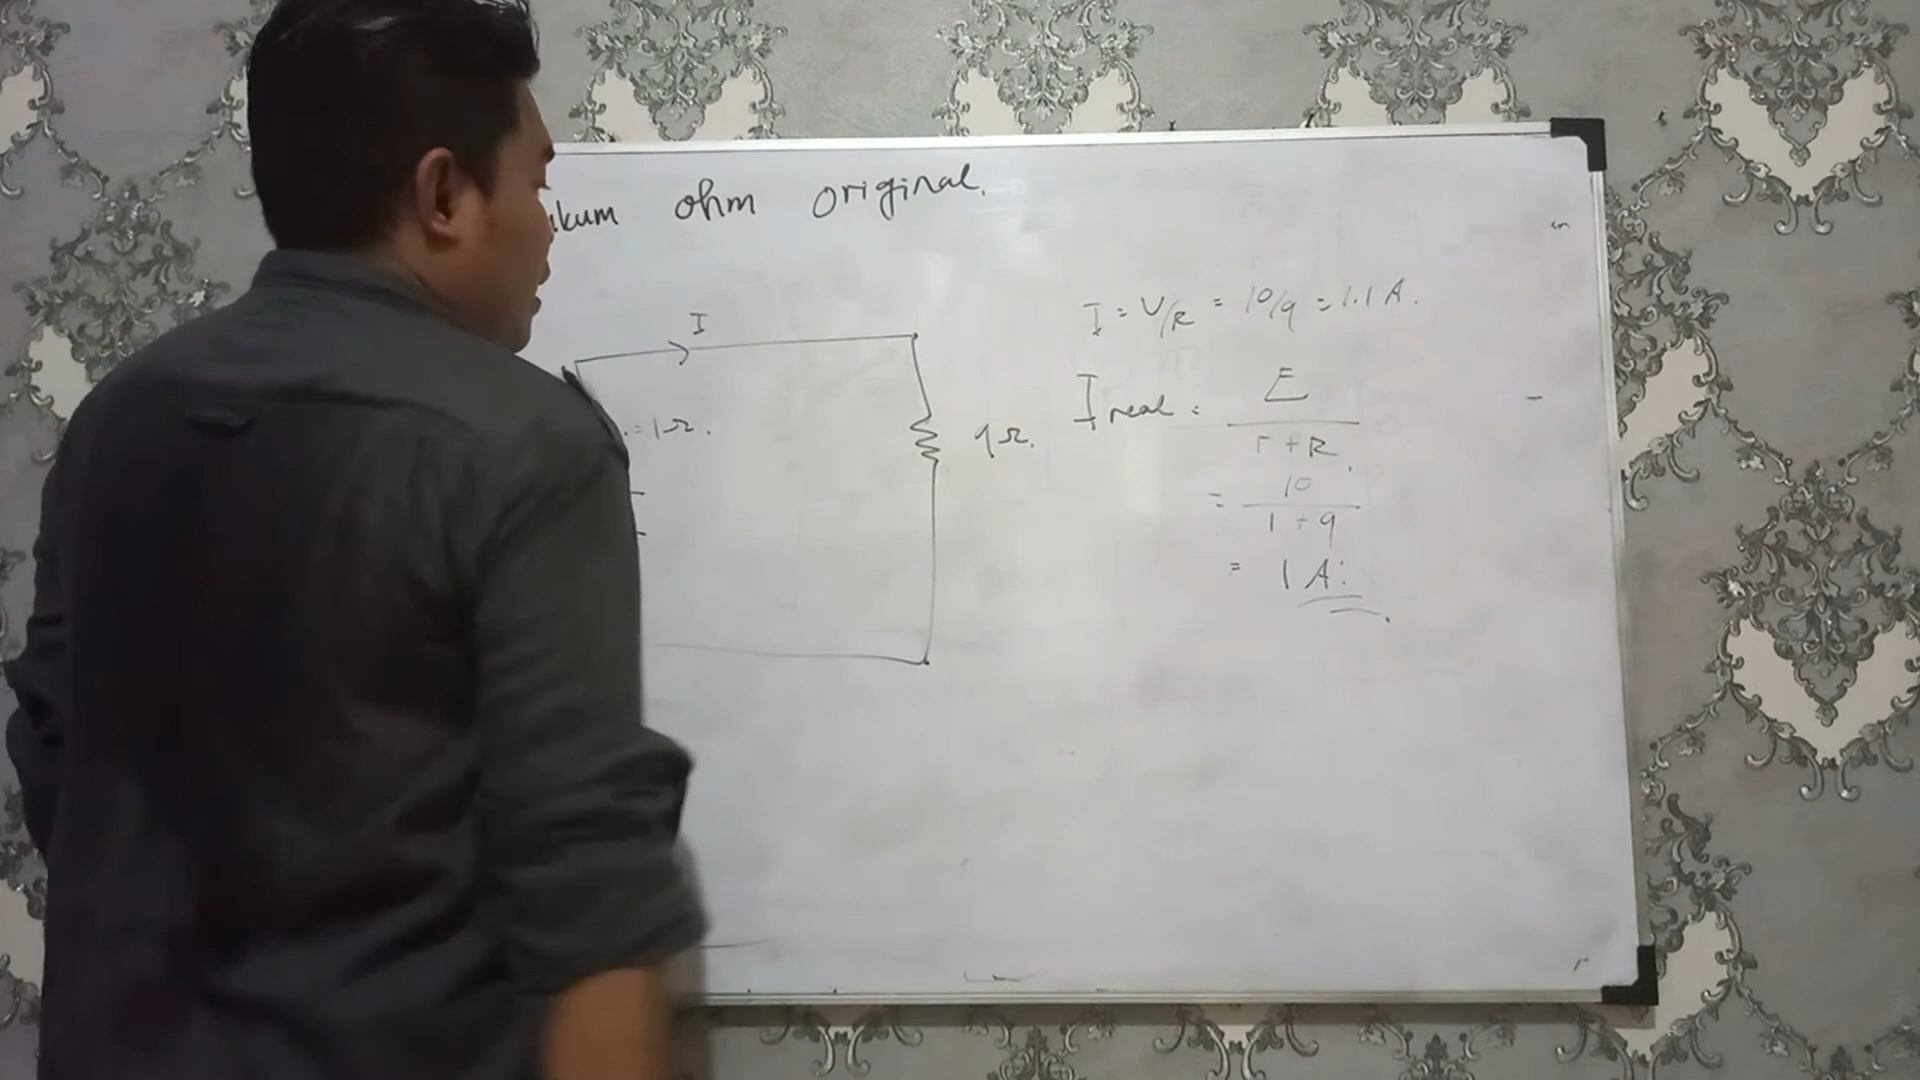 ukum ohm original.
I
I = V/R = 10/9 = 1.1 A.
= 1Ω.
9Ω.
I real = E
r + R.
= 10
1 + 9
= 1 A